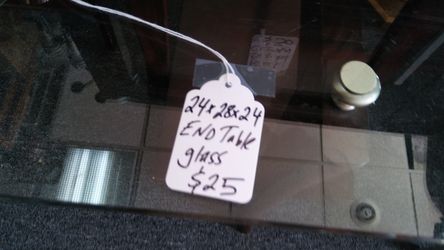 24x28x24
END Table
glass
$25